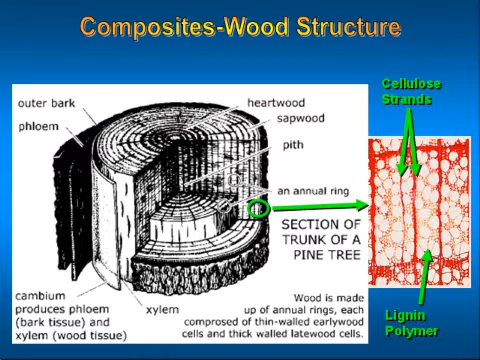 Composites-Wood Structure
Cellulose
Strands
outer bark
heartwood
sapwood
phloem
pith
an annual ring
SECTION OF
TRUNK OF A
PINE TREE
cambium
produces phloem
(bark tissue) and
xylem (wood tissue)
xylem
Wood is made
up of annual rings, each
composed of thin-walled earlywood
cells and thick walled latewood cells.
Lignin
Polymer